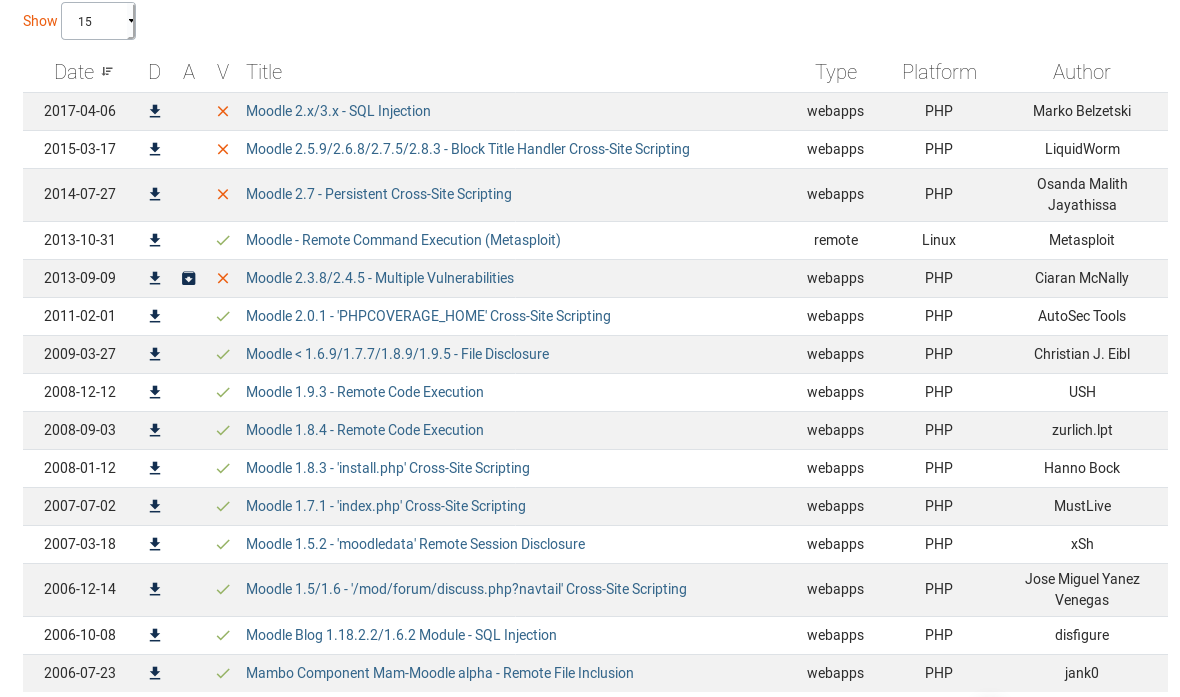 Show 15
Date D A V Title Type Platform Author
2017-04-06 Moodle 2.x/3.x - SQL Injection webapps PHP Marko Belzetski
2015-03-17 Moodle 2.5.9/2.6.8/2.7.5/2.8.3 - Block Title Handler Cross-Site Scripting webapps PHP LiquidWorm
2014-07-27 Moodle 2.7 - Persistent Cross-Site Scripting webapps PHP Osanda Malith
Jayathissa
2013-10-31 Moodle - Remote Command Execution (Metasploit) remote Linux Metasploit
2013-09-09 Moodle 2.3.8/2.4.5 - Multiple Vulnerabilities webapps PHP Ciaran McNally
2011-02-01 Moodle 2.0.1 - 'PHPCOVERAGE_HOME' Cross-Site Scripting webapps PHP AutoSec Tools
2009-03-27 Moodle < 1.6.9/1.7.7/1.8.9/1.9.5 - File Disclosure webapps PHP Christian J. Eibl
2008-12-12 Moodle 1.9.3 - Remote Code Execution webapps PHP USH
2008-09-03 Moodle 1.8.4 - Remote Code Execution webapps PHP zurlich.lpt
2008-01-12 Moodle 1.8.3 - 'install.php' Cross-Site Scripting webapps PHP Hanno Bock
2007-07-02 Moodle 1.7.1 - 'index.php' Cross-Site Scripting webapps PHP MustLive
2007-03-18 Moodle 1.5.2 - 'moodledata' Remote Session Disclosure webapps PHP xSh
2006-12-14 Moodle 1.5/1.6 - '/mod/forum/discuss.php?navtail' Cross-Site Scripting webapps PHP Jose Miguel Yanez
Venegas
2006-10-08 Moodle Blog 1.18.2.2/1.6.2 Module - SQL Injection webapps PHP disfigure
2006-07-23 Mambo Component Mam-Moodle alpha - Remote File Inclusion webapps PHP jank0